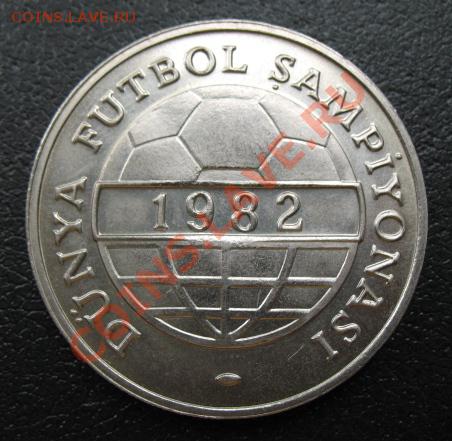 COINS.LAVE.RU
DÜNYA FUTBOL ŞAMPİYONASI
1982
COINS.LAVE.RU